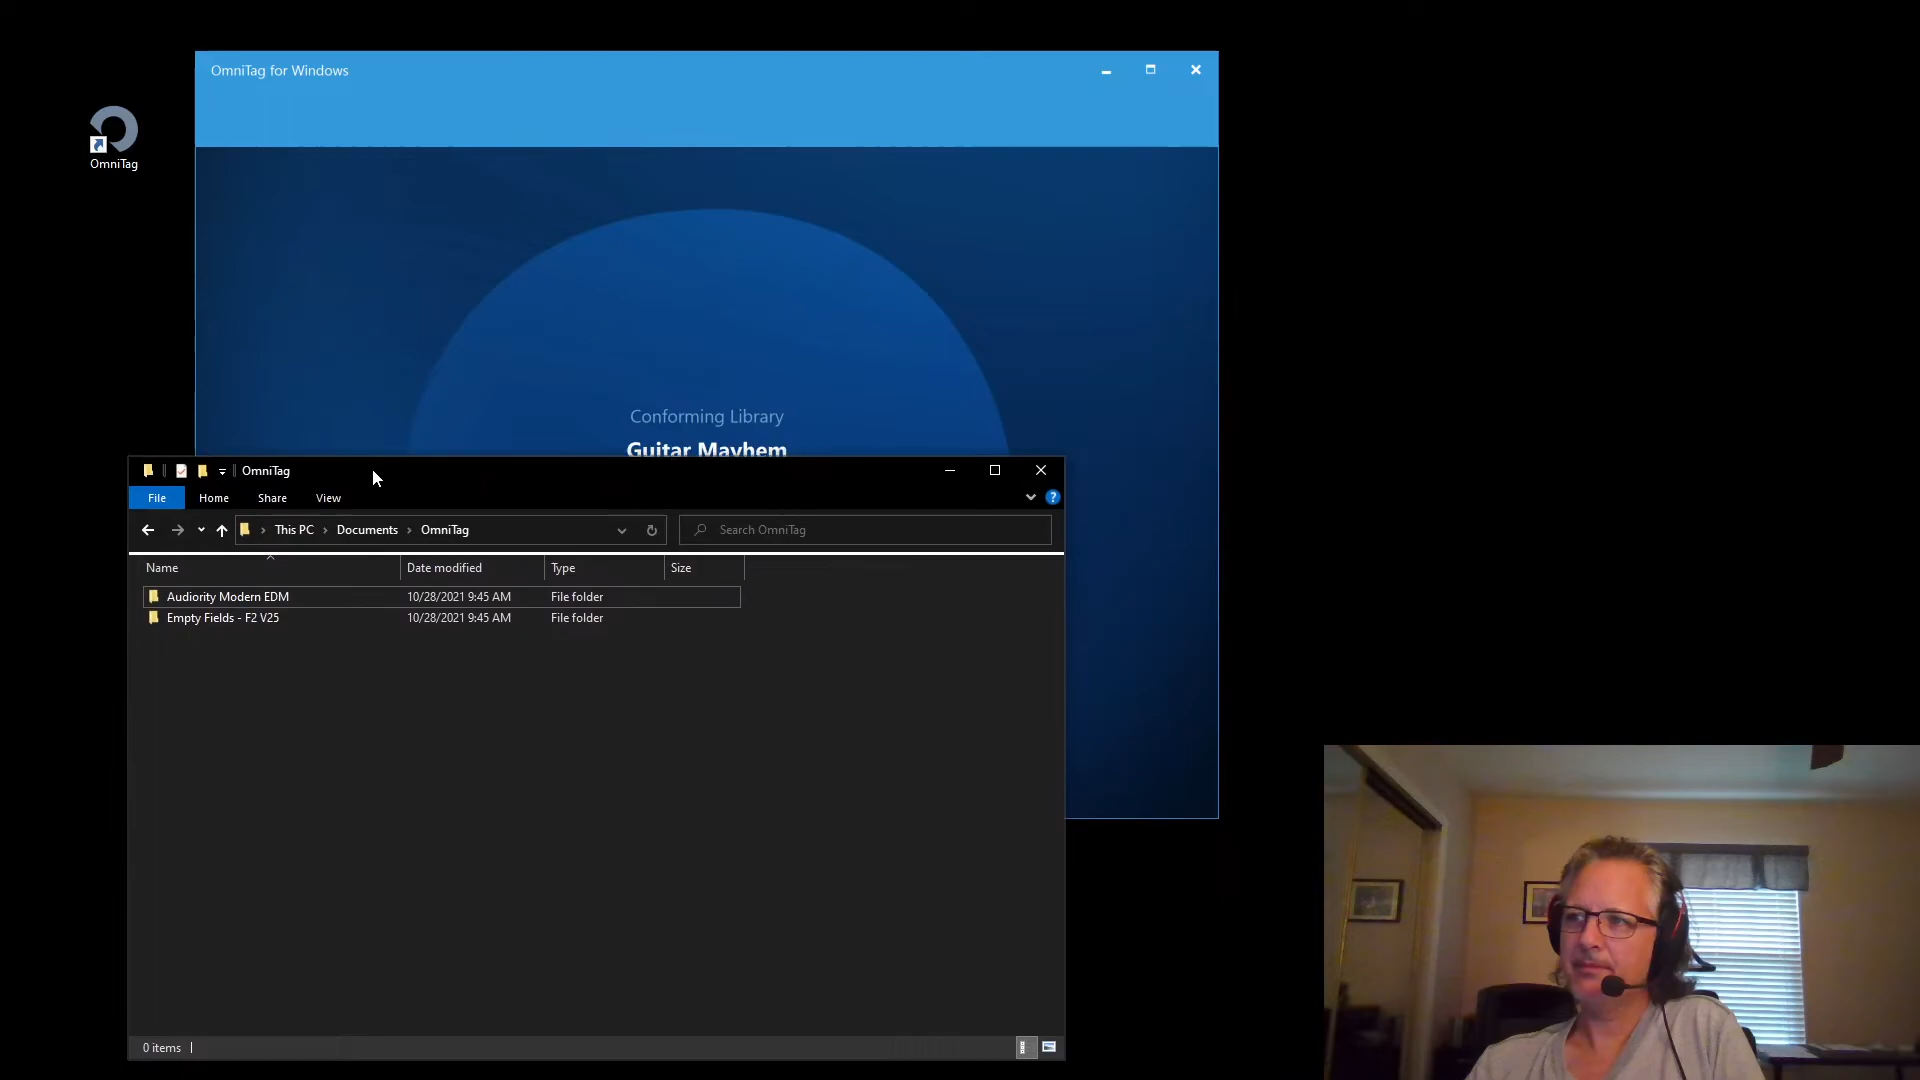 OmniTag for Windows
OmniTag
Conforming Library
Guitar Mayhem
OmniTag
File Home Share View
This PC > Documents > OmniTag
Search OmniTag
Name Date modified Type Size
Audiority Modern EDM 10/28/2021 9:45 AM File folder
Empty Fields - F2 V25 10/28/2021 9:45 AM File folder
0 items